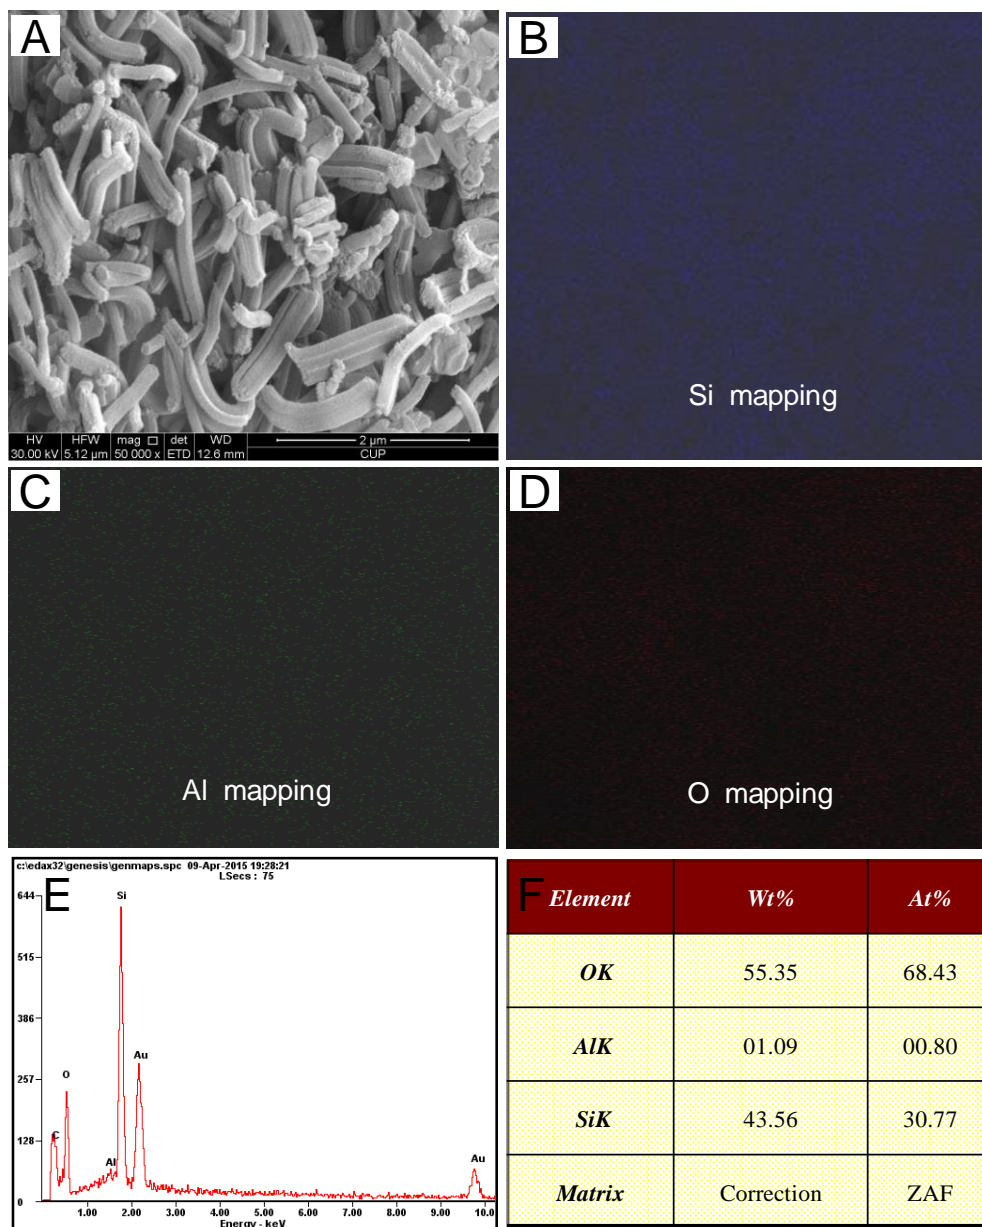 A
HV HFW mag □ det WD 2 µm
30.00 kV 5.12 µm 50 000 x ETD 12.6 mm CUP
B
Si mapping
C
Al mapping
D
O mapping
E
c:\edax32\genesis\genmaps.spc 09-Apr-2015 19:28:21
LSecs : 75
644
515
386
257
128
0
C
O
Al
Si
Au
Au
1.00 2.00 3.00 4.00 5.00 6.00 7.00 8.00 9.00 10.0
Energy - keV
F
Element Wt% At%
OK 55.35 68.43
AlK 01.09 00.80
SiK 43.56 30.77
Matrix Correction ZAF